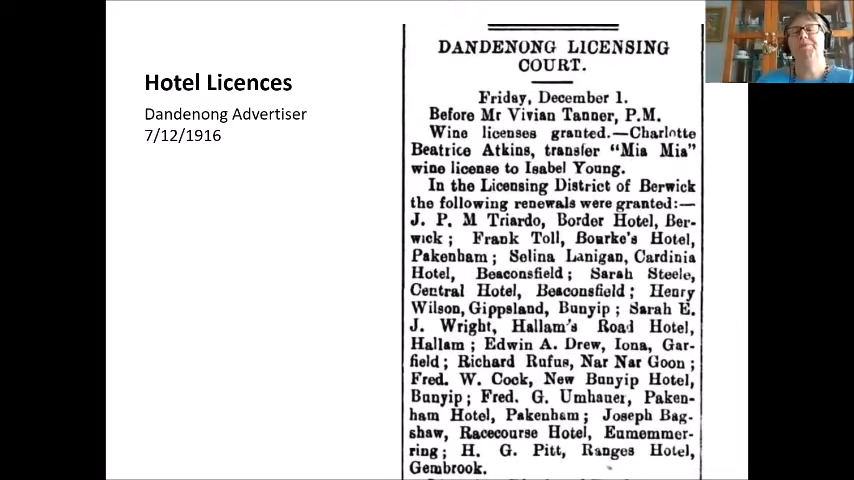 Hotel Licences
Dandenong Advertiser
7/12/1916
DANDENONG LICENSING
COURT.
Friday, December 1.
Before Mr Vivian Tanner, P.M.
Wine licenses granted.—Charlotte
Beatrice Atkins, transfer "Mia Mia"
wine license to Isabel Young.
In the Licensing District of Berwick
the following renewals were granted:—
J. P. M Triardo, Border Hotel, Ber-
wick; Frank Toll, Bourke's Hotel,
Pakenham; Selina Lanigan, Cardinia
Hotel, Beaconsfield; Sarah Steele,
Central Hotel, Beaconsfield; Henry
Wilson, Gippsland, Bunyip; Sarah E.
J. Wright, Hallam's Road Hotel,
Hallam; Edwin A. Drew, Iona, Gar-
field; Richard Rufus, Nar Nar Goon;
Fred. W. Cock, New Bunyip Hotel,
Bunyip; Fred. G. Umhauer, Paken-
ham Hotel, Pakenham; Joseph Bag-
shaw, Racecourse Hotel, Eumemmer-
ring; H. G. Pitt, Ranges Hotel,
Gembrook.